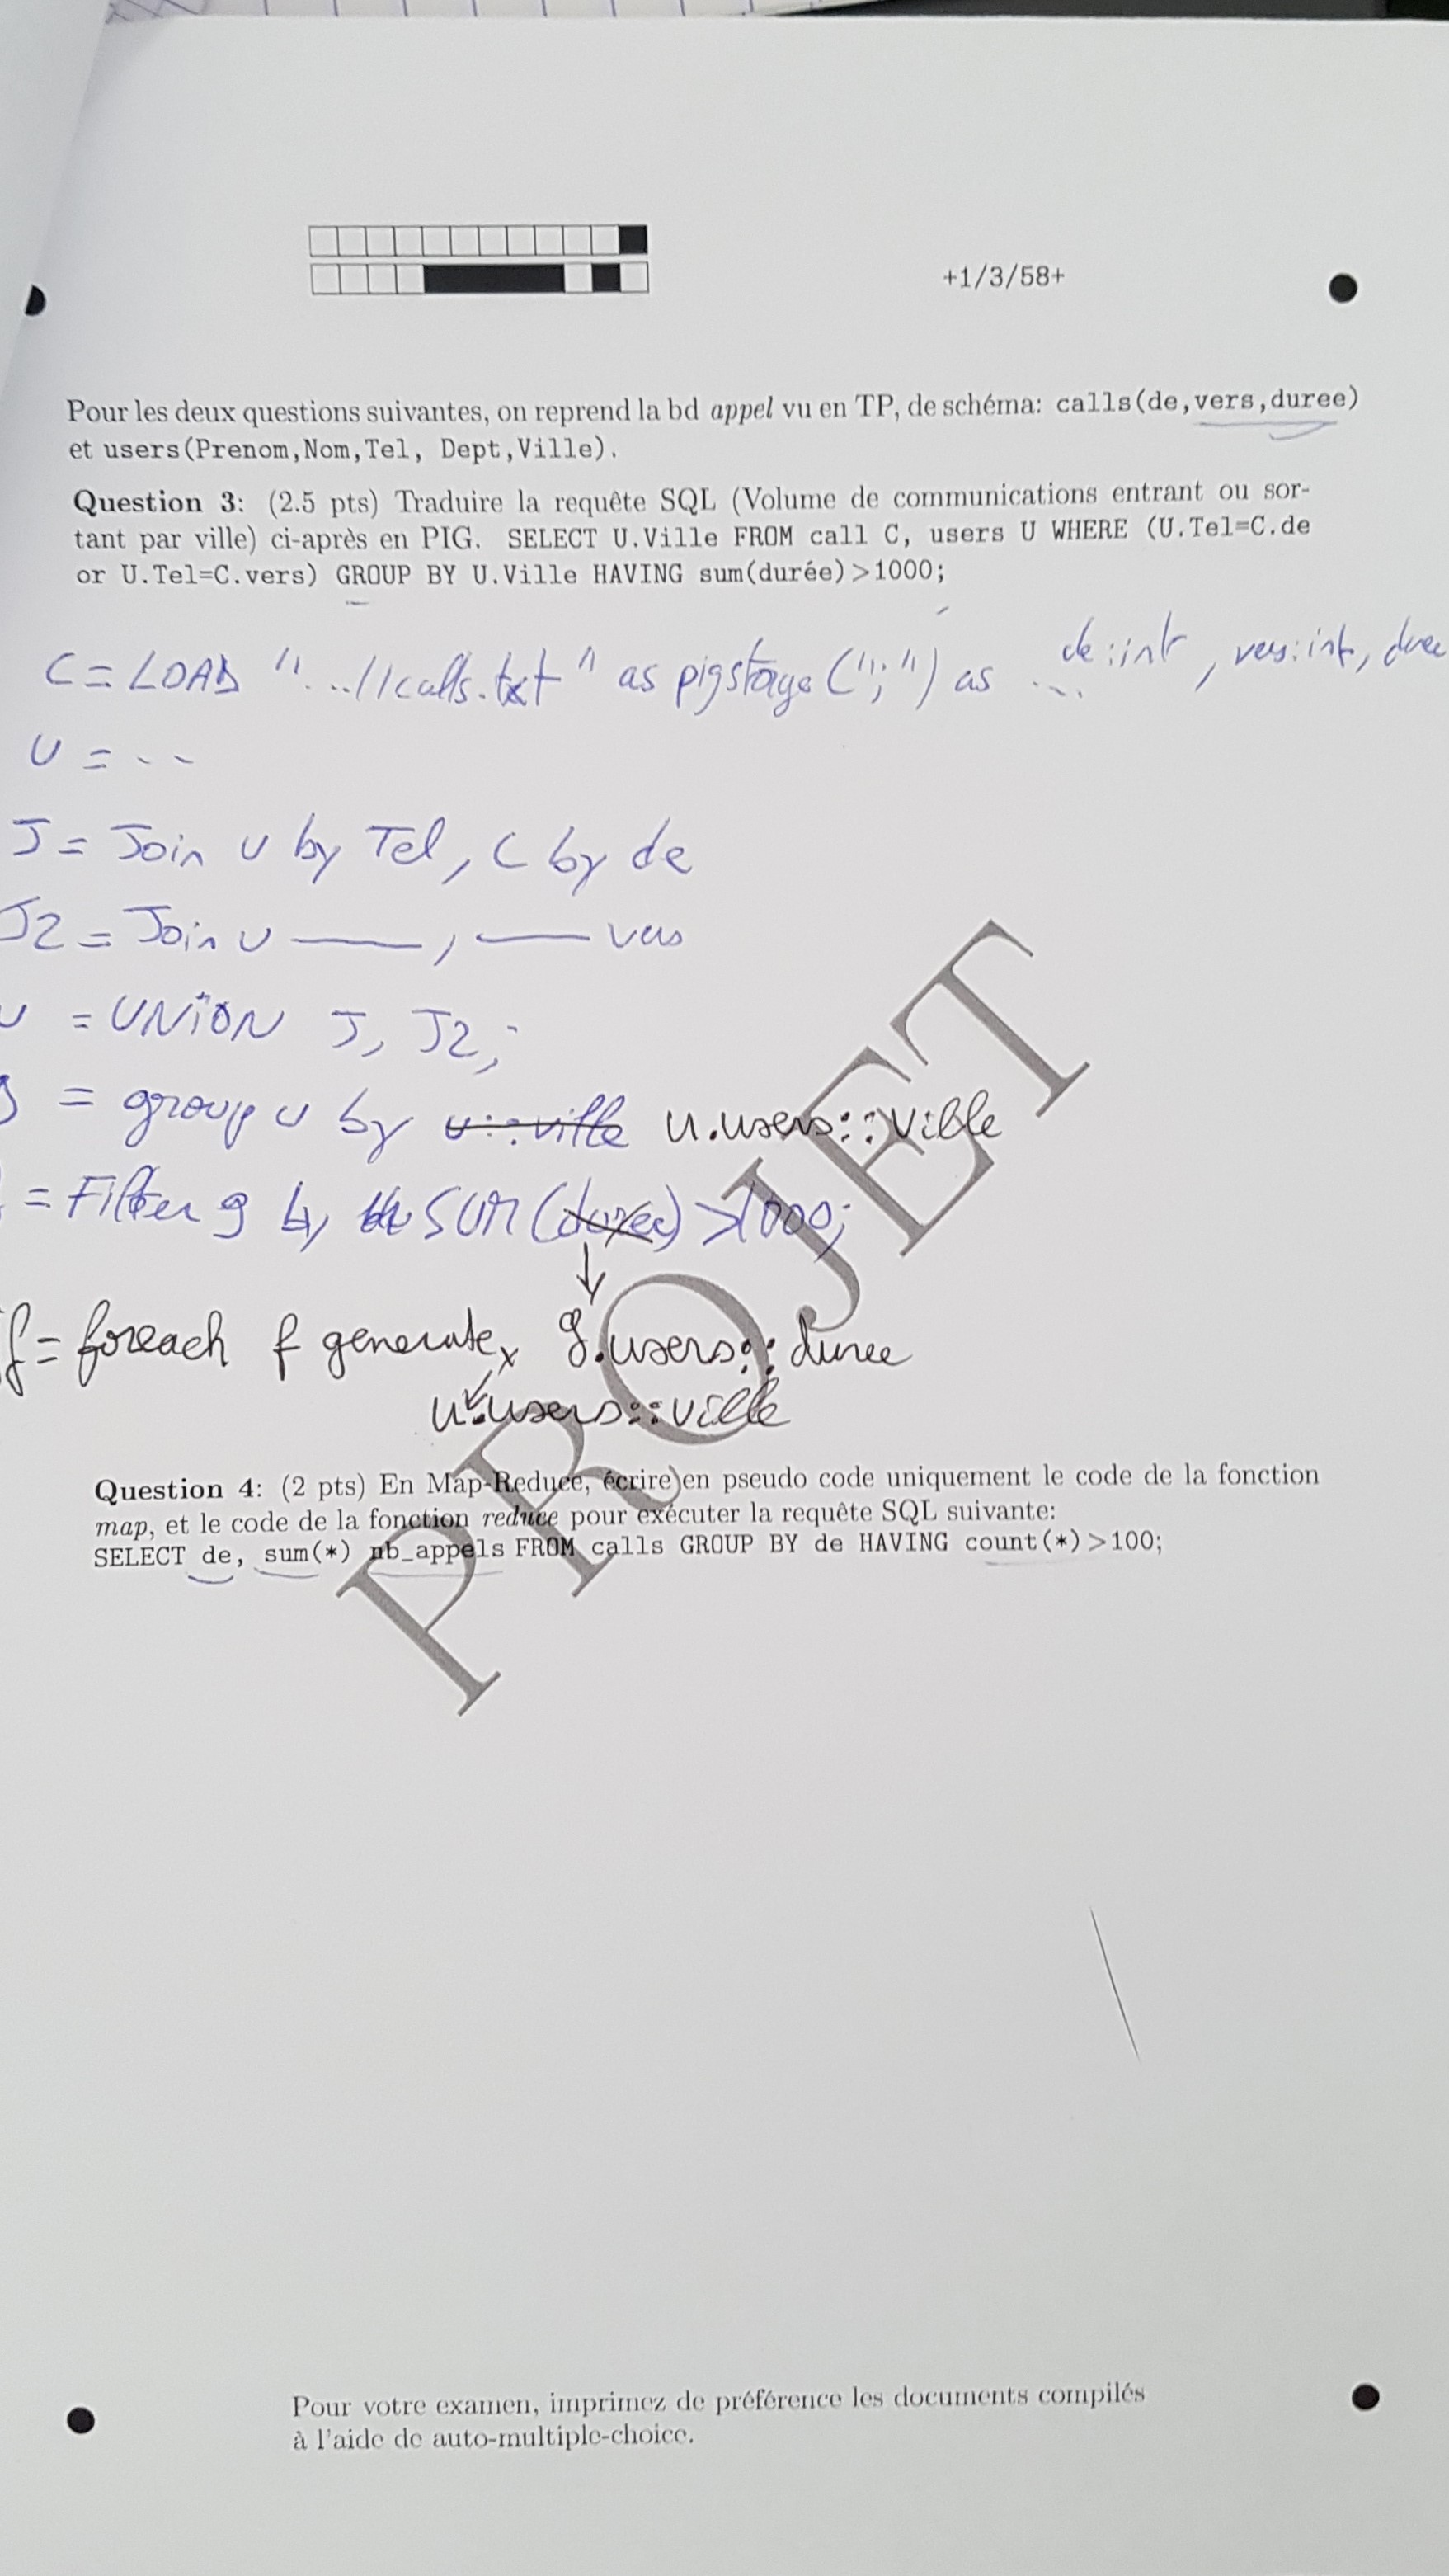 +1/3/58+
Pour les deux questions suivantes, on reprend la bd appel vu en TP, de schéma: calls(de,vers,duree)
et users(Prenom,Nom,Tel, Dept,Ville).
Question 3: (2.5 pts) Traduire la requête SQL (Volume de communications entrant ou sor-
tant par ville) ci-après en PIG. SELECT U.Ville FROM call C, users U WHERE (U.Tel=C.de
or U.Tel=C.vers) GROUP BY U.Ville HAVING sum(durée)>1000;
C = LOAD "...//calls.txt" as pigstorage(";") as ... de:int, vers:int, duree
U = ..
J = Join U by Tel, C by de
J2 = Join U ——, —— vers
U = UNION J, J2;
= group U by u::ville u.users::ville
= Filter g by SUM(duree) >1000;
f = foreach f generate g.users::duree
u.users::ville
PROJET
Question 4: (2 pts) En Map-Reduce, écrire en pseudo code uniquement le code de la fonction
map, et le code de la fonction reduce pour exécuter la requête SQL suivante:
SELECT de, sum(*) nb_appels FROM calls GROUP BY de HAVING count(*)>100;
Pour votre examen, imprimez de préférence les documents compilés
à l'aide de auto-multiple-choice.